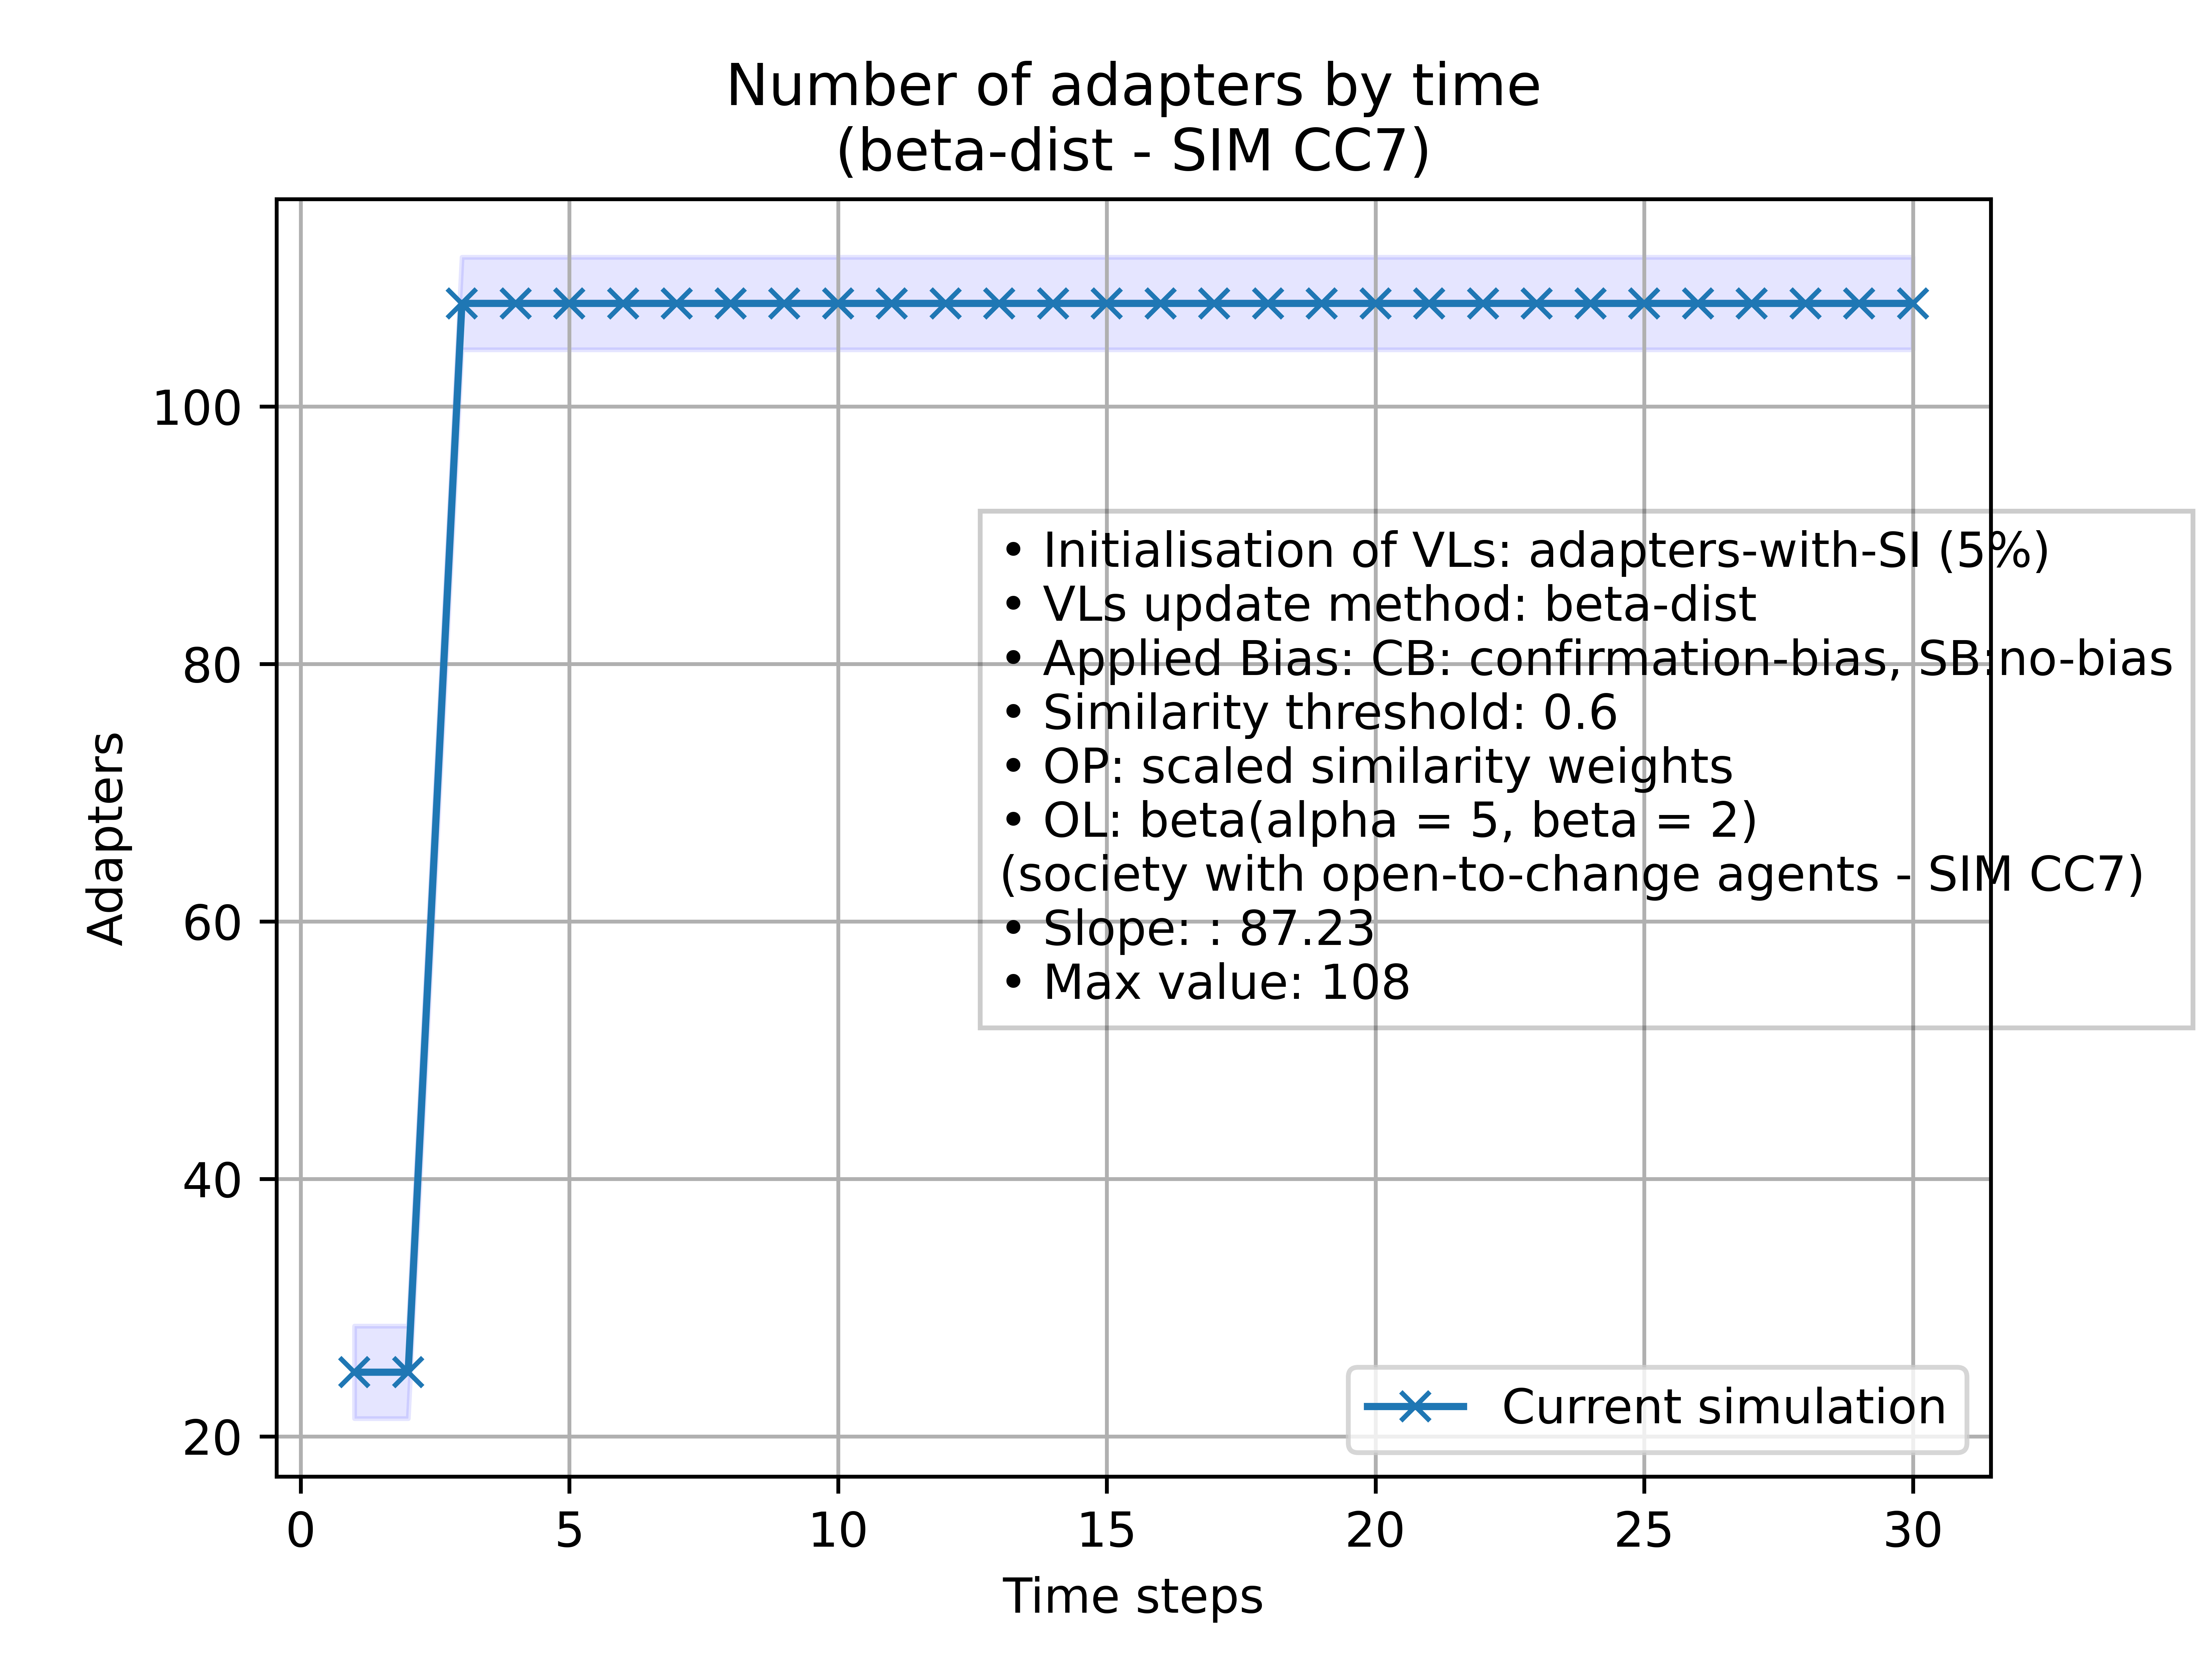 Number of adapters by time
(beta-dist - SIM CC7)
100
80
60
40
20
Adapters
• Initialisation of VLs: adapters-with-SI (5%)
• VLs update method: beta-dist
• Applied Bias: CB: confirmation-bias, SB:no-bias
• Similarity threshold: 0.6
• OP: scaled similarity weights
• OL: beta(alpha = 5, beta = 2)
(society with open-to-change agents - SIM CC7)
• Slope: : 87.23
• Max value: 108
Current simulation
0 5 10 15 20 25 30
Time steps